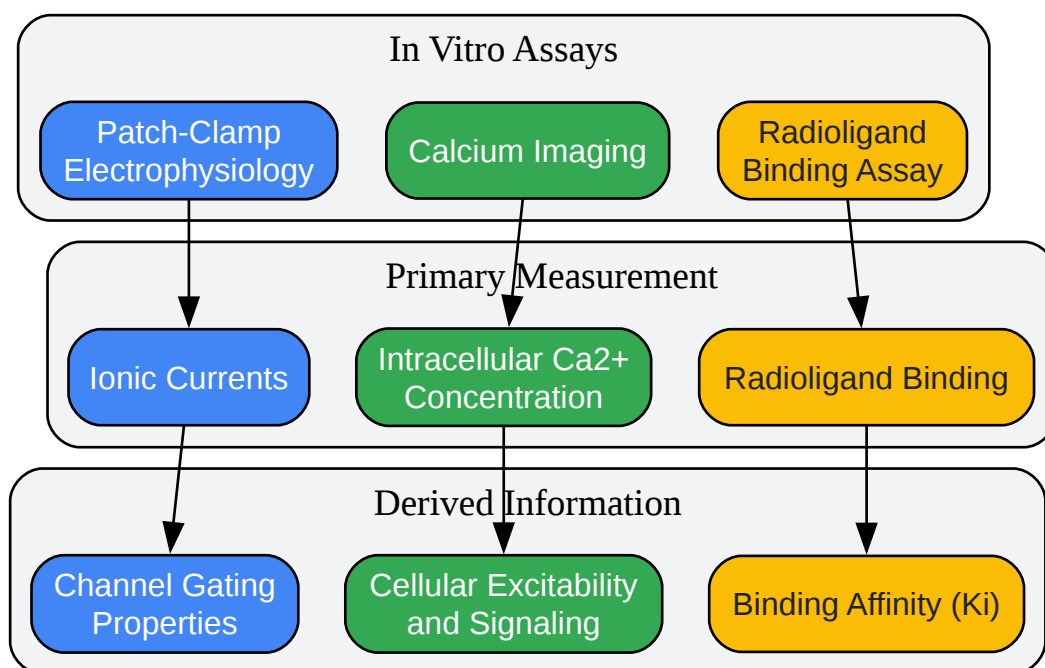 In Vitro Assays
Patch-Clamp
Electrophysiology
Calcium Imaging
Radioligand
Binding Assay
Primary Measurement
Ionic Currents
Intracellular Ca2+
Concentration
Radioligand Binding
Derived Information
Channel Gating
Properties
Cellular Excitability
and Signaling
Binding Affinity (Ki)